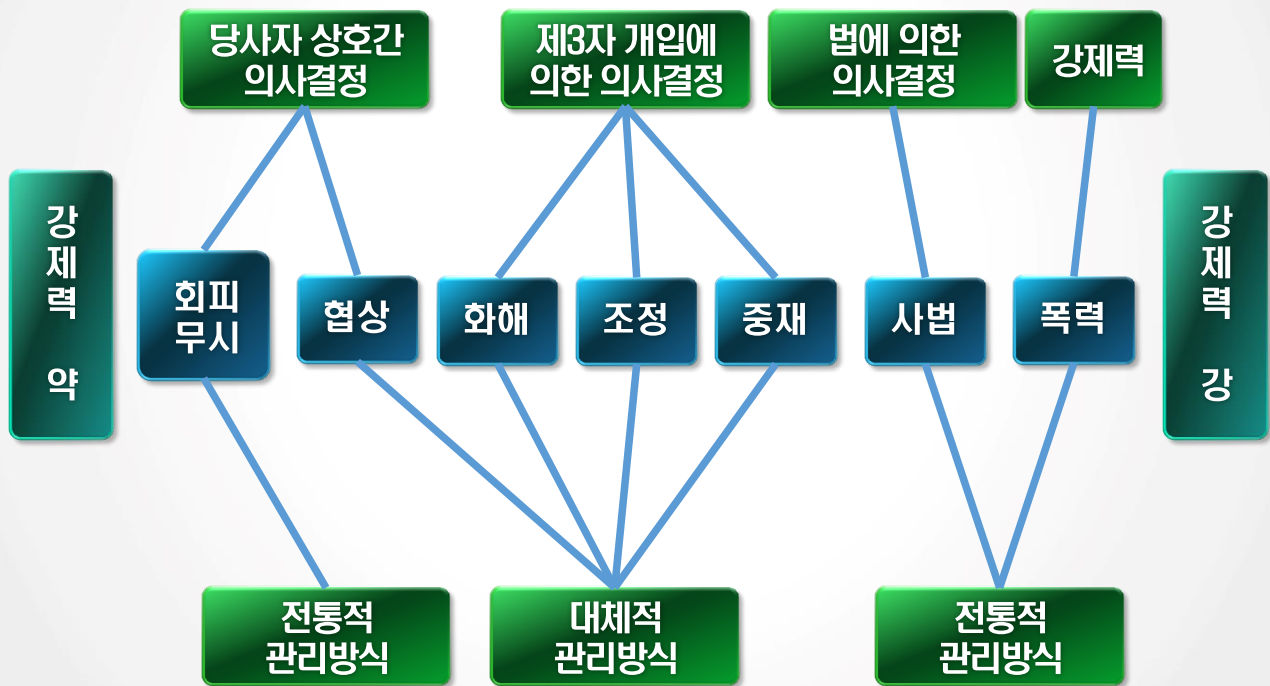 당사자 상호간
의사결정
제3자 개입에
의한 의사결정
법에 의한
의사결정
강제력
강
제
력
약
회피
무시
협상
화해
조정
중재
사법
폭력
강
제
력
강
전통적
관리방식
대체적
관리방식
전통적
관리방식